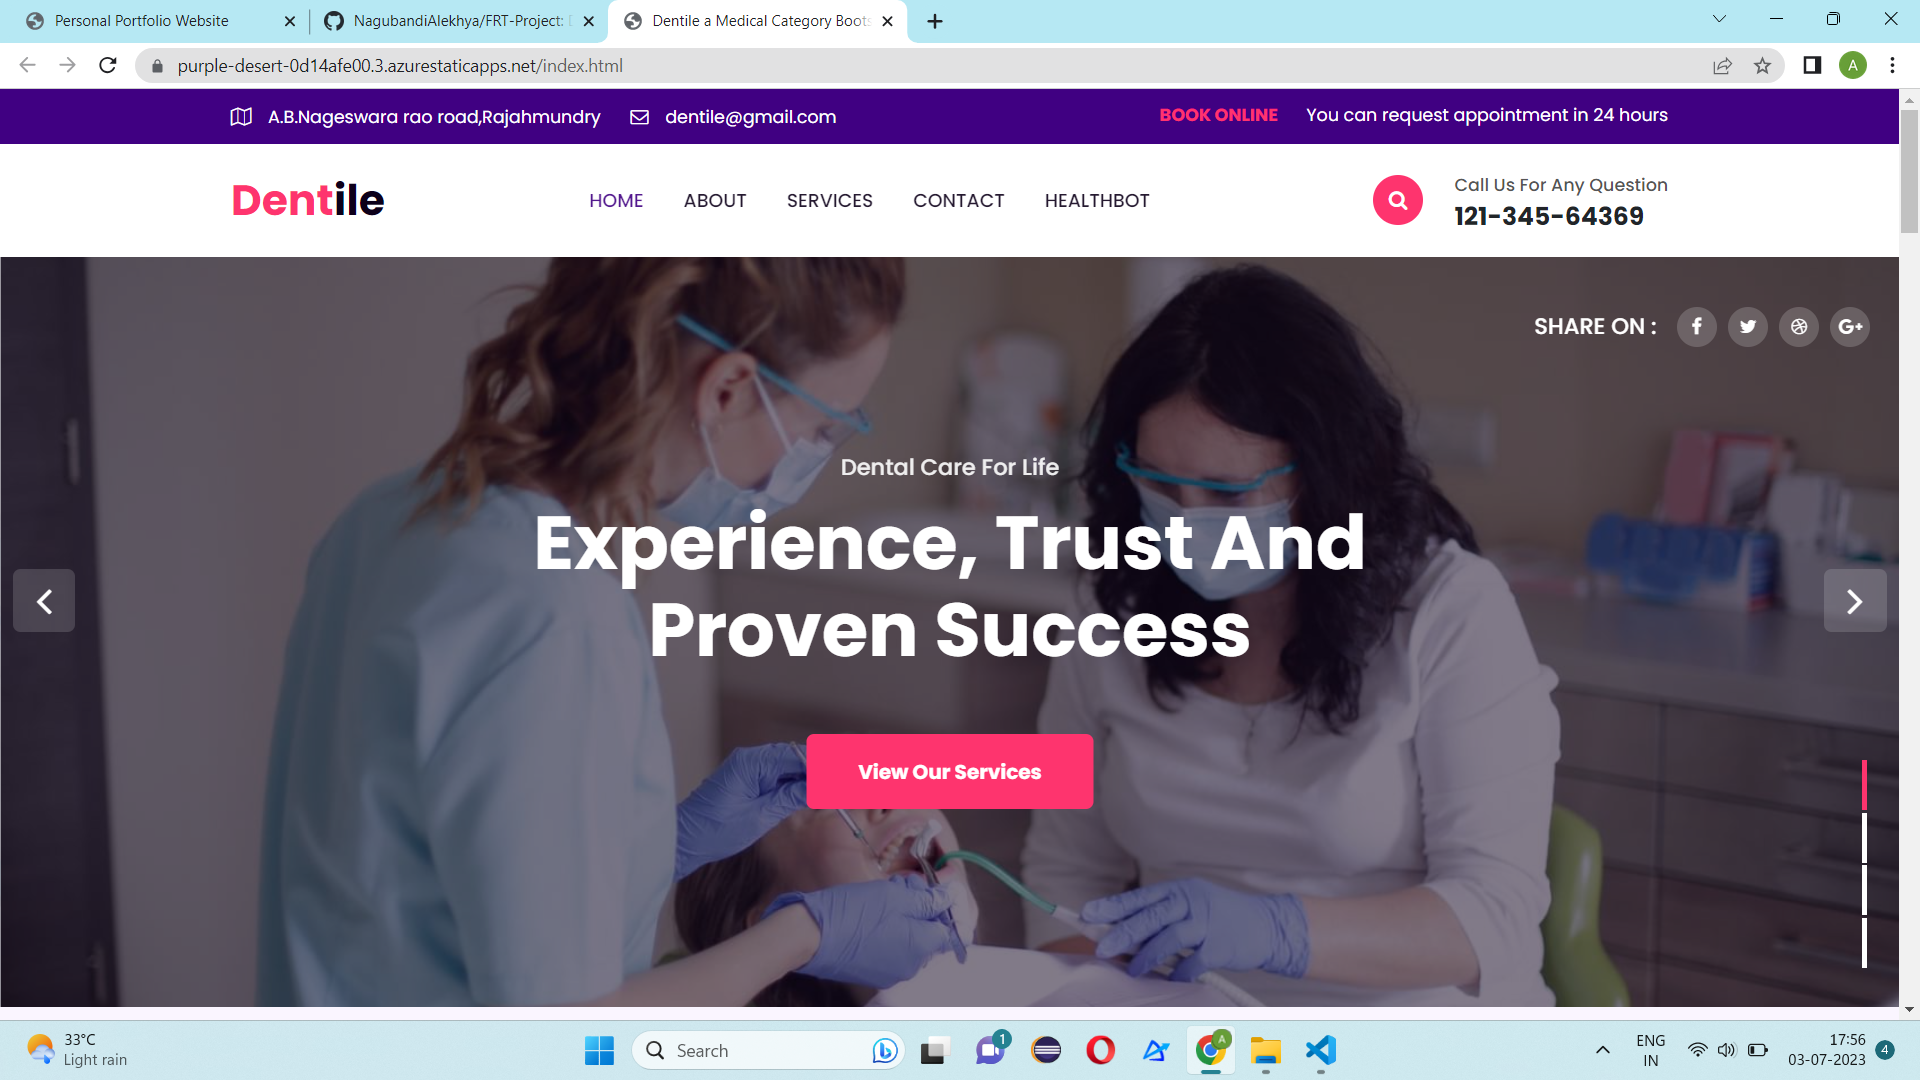 Personal Portfolio Website
NagubandiAlekhya/FRT-Project:
Dentile a Medical Category Boots
purple-desert-0d14afe00.3.azurestaticapps.net/index.html
A
A.B.Nageswara rao road,Rajahmundry
dentile@gmail.com
BOOK ONLINE
You can request appointment in 24 hours
Dentile
HOME
ABOUT
SERVICES
CONTACT
HEALTHBOT
Call Us For Any Question
121-345-64369
SHARE ON :
Dental Care For Life
Experience, Trust And
Proven Success
View Our Services
33°C
Light rain
Search
1
A
ENG
IN
17:56
03-07-2023
4